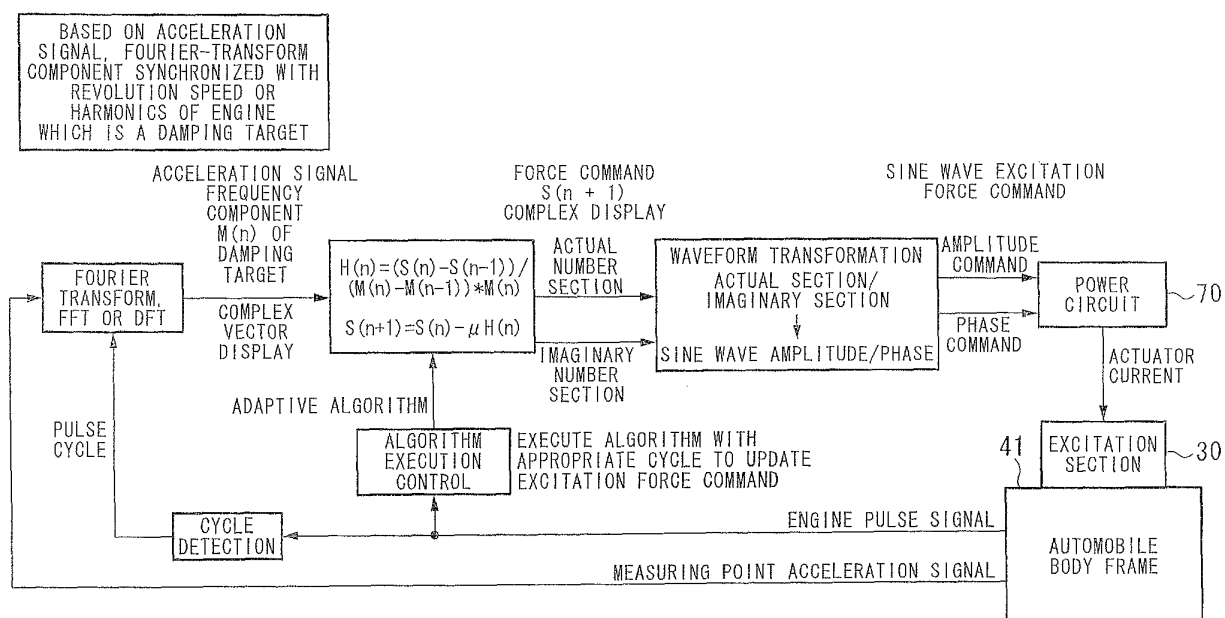 BASED ON ACCELERATION
SIGNAL, FOURIER-TRANSFORM
COMPONENT SYNCHRONIZED WITH
REVOLUTION SPEED OR
HARMONICS OF ENGINE
WHICH IS A DAMPING TARGET
ACCELERATION SIGNAL
FREQUENCY
COMPONENT
M(n) OF
DAMPING
TARGET
FORCE COMMAND
S(n + 1)
COMPLEX DISPLAY
SINE WAVE EXCITATION
FORCE COMMAND
FOURIER
TRANSFORM,
FFT OR DFT
COMPLEX
VECTOR
DISPLAY
H(n)=(S(n)-S(n-1))/
(M(n)-M(n-1))*M(n)
S(n+1)=S(n)-μH(n)
ACTUAL
NUMBER
SECTION
IMAGINARY
NUMBER
SECTION
WAVEFORM TRANSFORMATION
ACTUAL SECTION/
IMAGINARY SECTION
SINE WAVE AMPLITUDE/PHASE
AMPLITUDE
COMMAND
PHASE
COMMAND
POWER
CIRCUIT
70
ACTUATOR
CURRENT
PULSE
CYCLE
ADAPTIVE ALGORITHM
ALGORITHM
EXECUTION
CONTROL
EXECUTE ALGORITHM WITH
APPROPRIATE CYCLE TO UPDATE
EXCITATION FORCE COMMAND
41
EXCITATION
SECTION
30
CYCLE
DETECTION
ENGINE PULSE SIGNAL
MEASURING POINT ACCELERATION SIGNAL
AUTOMOBILE
BODY FRAME